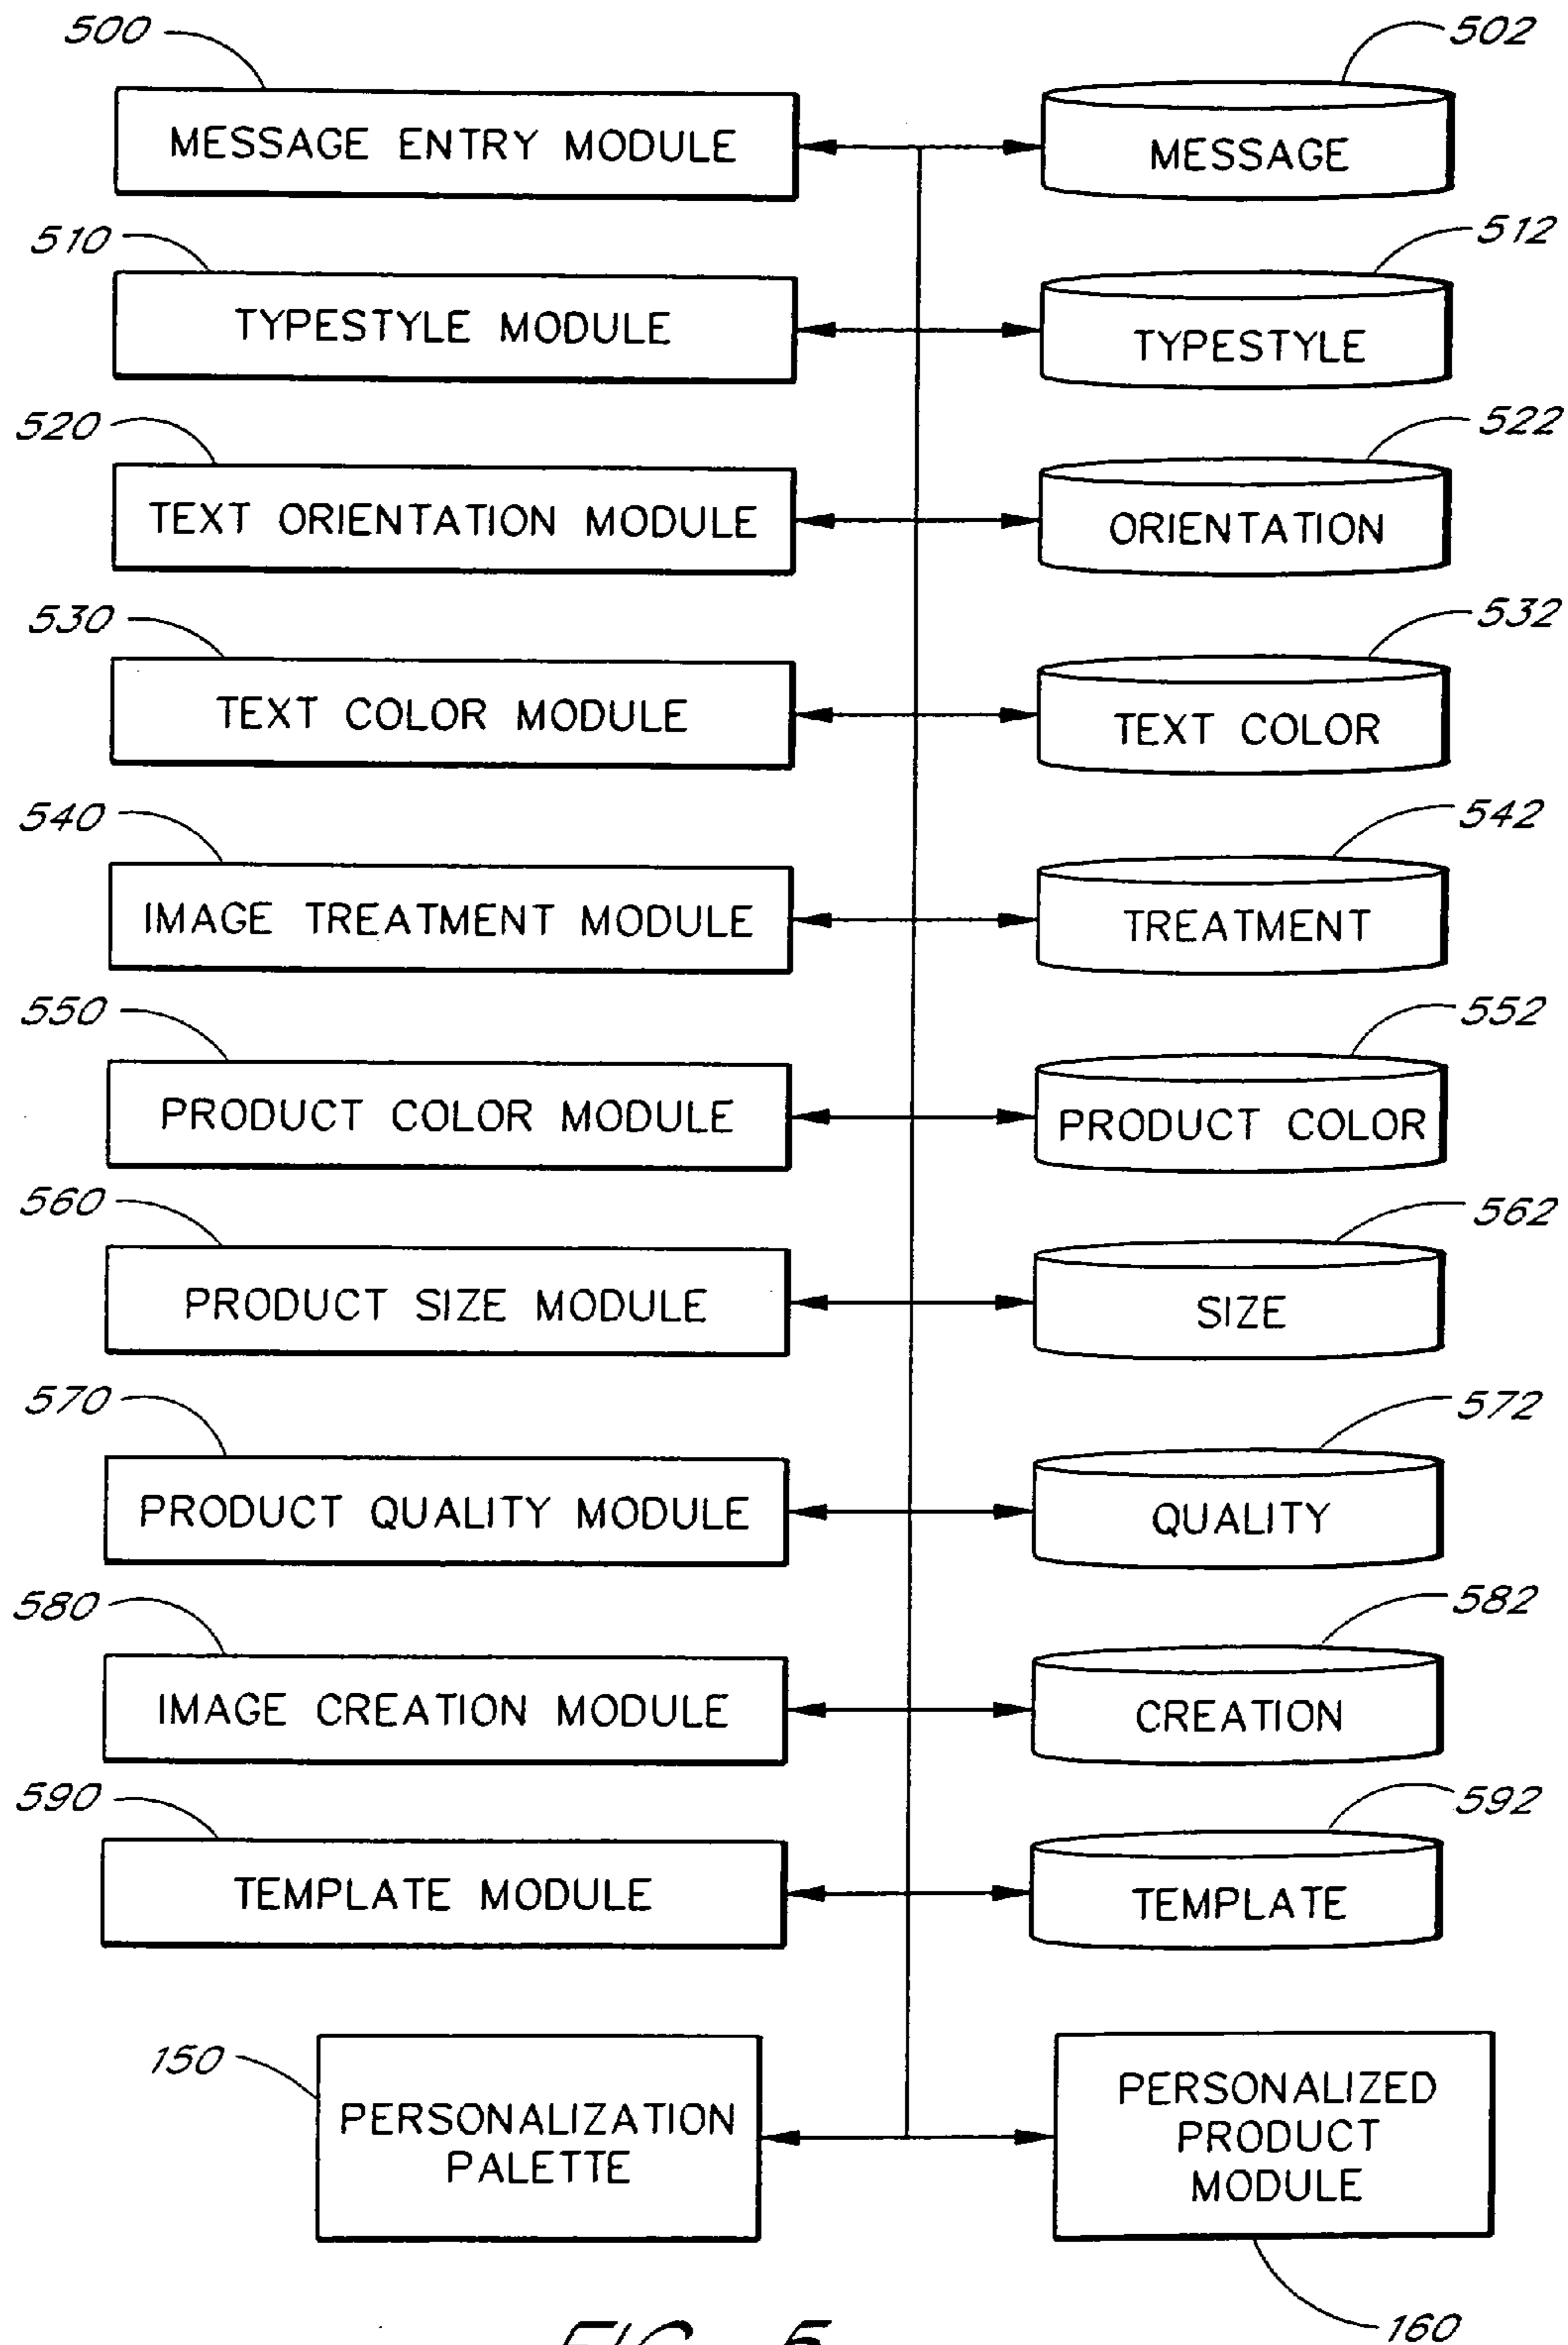 500
502
MESSAGE ENTRY MODULE
MESSAGE
510
512
TYPESTYLE MODULE
TYPESTYLE
520
522
TEXT ORIENTATION MODULE
ORIENTATION
530
532
TEXT COLOR MODULE
TEXT COLOR
540
542
IMAGE TREATMENT MODULE
TREATMENT
550
552
PRODUCT COLOR MODULE
PRODUCT COLOR
560
562
PRODUCT SIZE MODULE
SIZE
570
572
PRODUCT QUALITY MODULE
QUALITY
580
582
IMAGE CREATION MODULE
CREATION
590
592
TEMPLATE MODULE
TEMPLATE
150
PERSONALIZATION
PALETTE
PERSONALIZED
PRODUCT
MODULE
160
FIG. 5